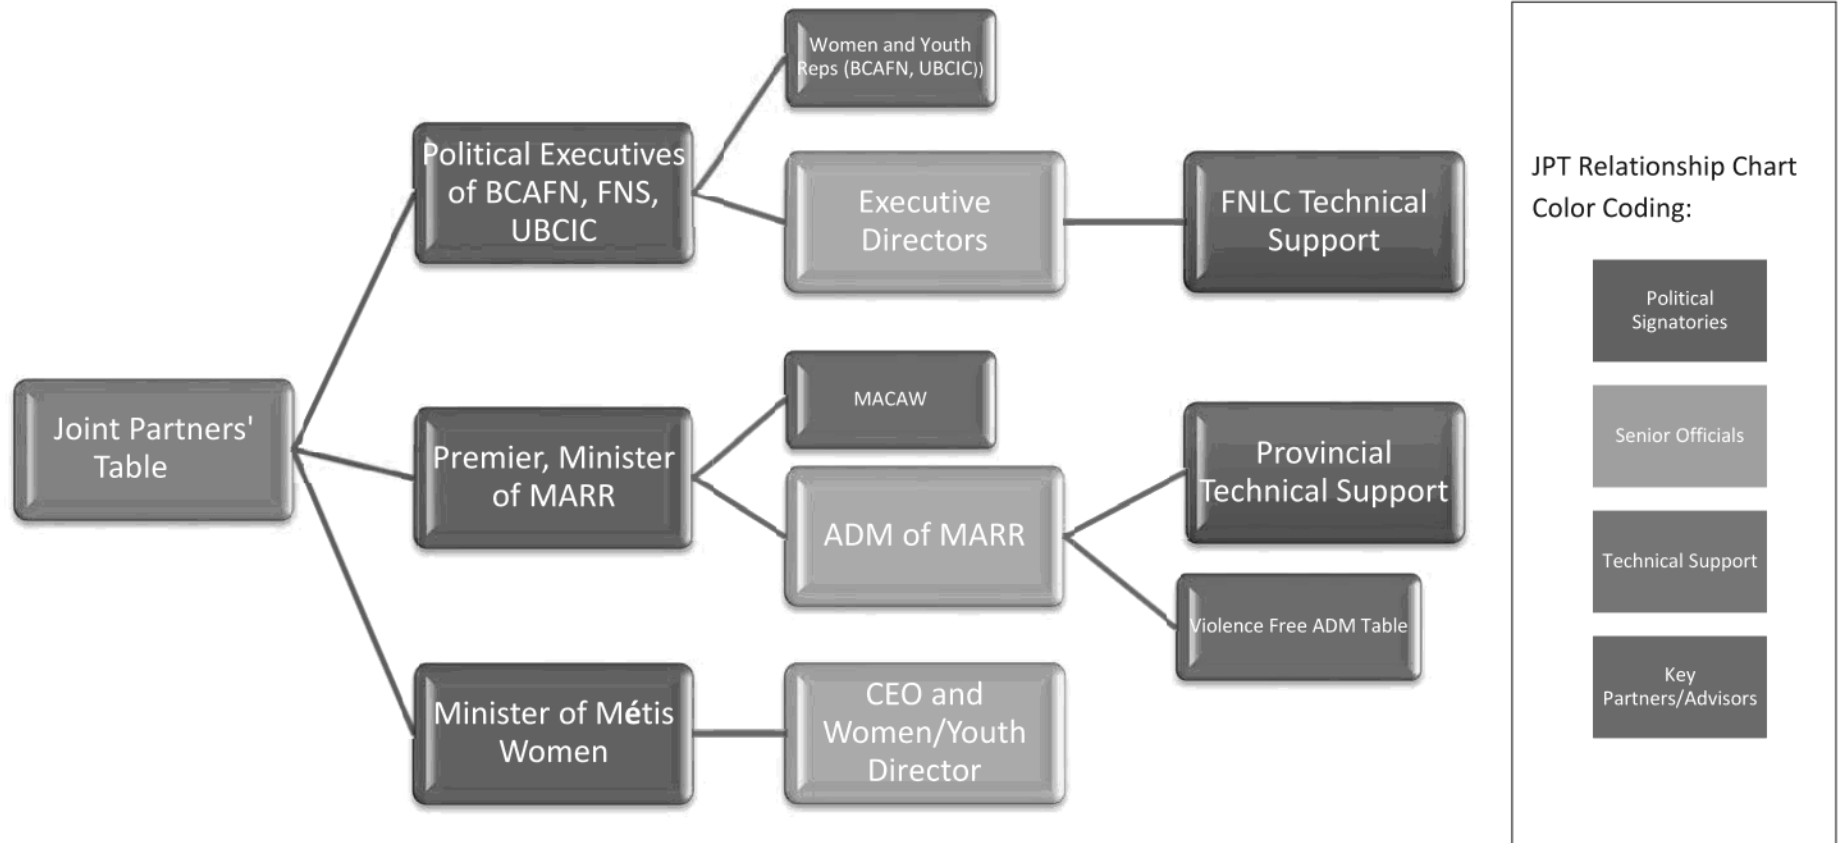 Women and Youth
Reps (BCAFN, UBCIC))
Political Executives
of BCAFN, FNS,
UBCIC
Executive
Directors
FNLC Technical
Support
Joint Partners'
Table
Premier, Minister
of MARR
MACAW
ADM of MARR
Provincial
Technical Support
Violence Free ADM Table
Minister of Métis
Women
CEO and
Women/Youth
Director
JPT Relationship Chart
Color Coding:
Political
Signatories
Senior Officials
Technical Support
Key
Partners/Advisors